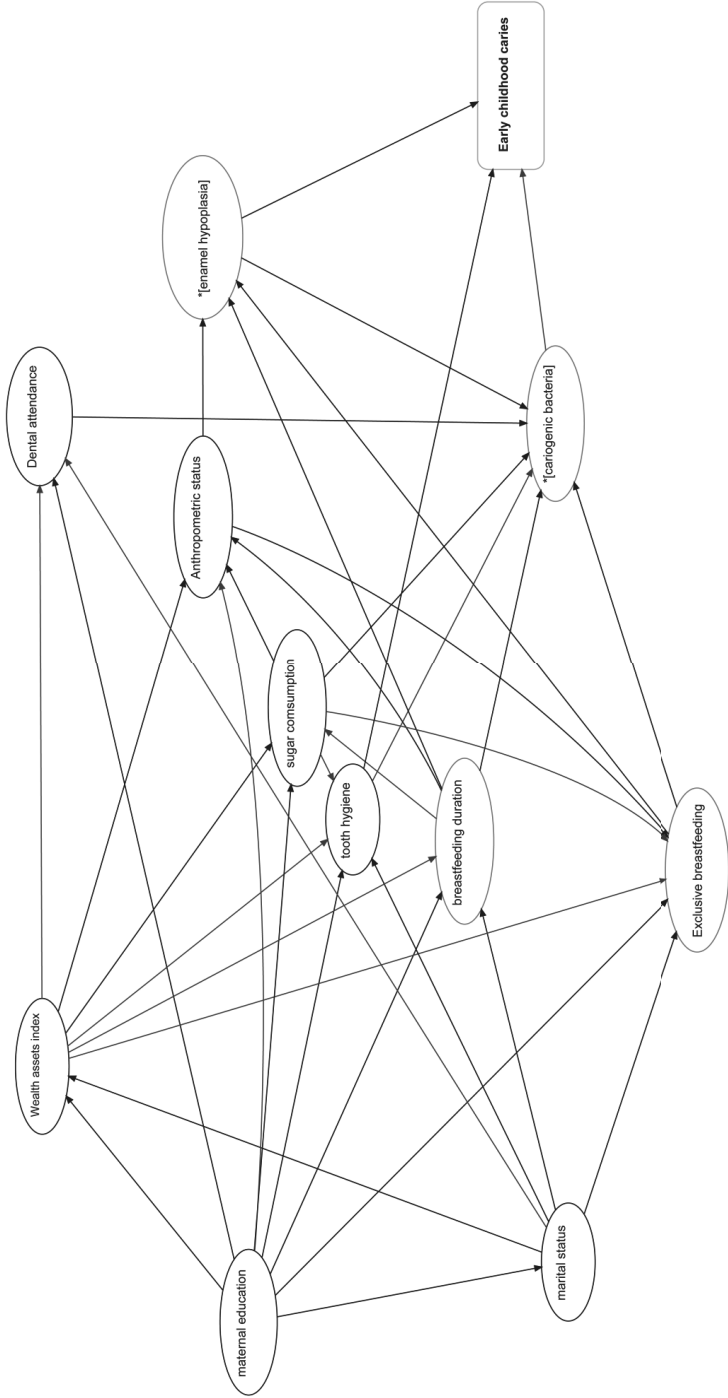 maternal education
marital status
Wealth assets index
Exclusive breastfeeding
breastfeeding duration
tooth hygiene
sugar comsumption
Anthropometric status
Dental attendance
*[cariogenic bacteria]
*[enamel hypoplasia]
Early childhood caries